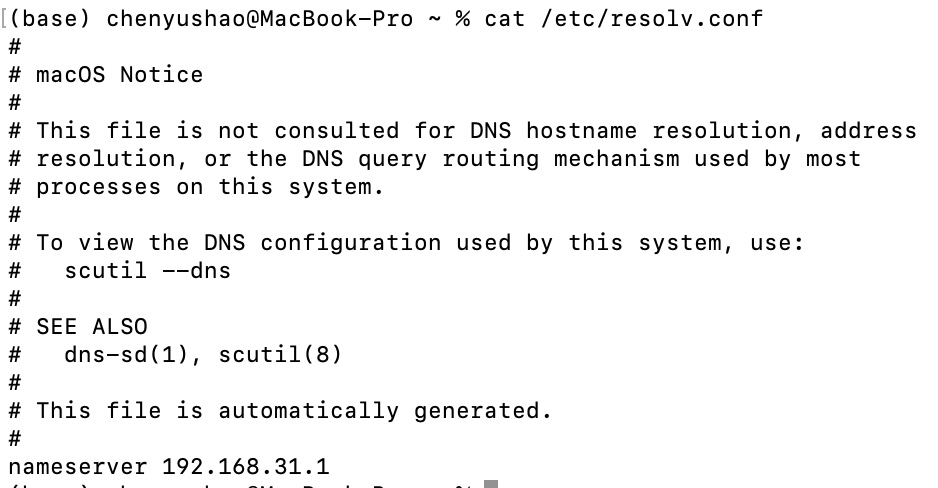 [(base) chenyushao@MacBook-Pro ~ % cat /etc/resolv.conf
#
# macOS Notice
#
# This file is not consulted for DNS hostname resolution, address
# resolution, or the DNS query routing mechanism used by most
# processes on this system.
#
# To view the DNS configuration used by this system, use:
#   scutil --dns
#
# SEE ALSO
#   dns-sd(1), scutil(8)
#
# This file is automatically generated.
#
nameserver 192.168.31.1